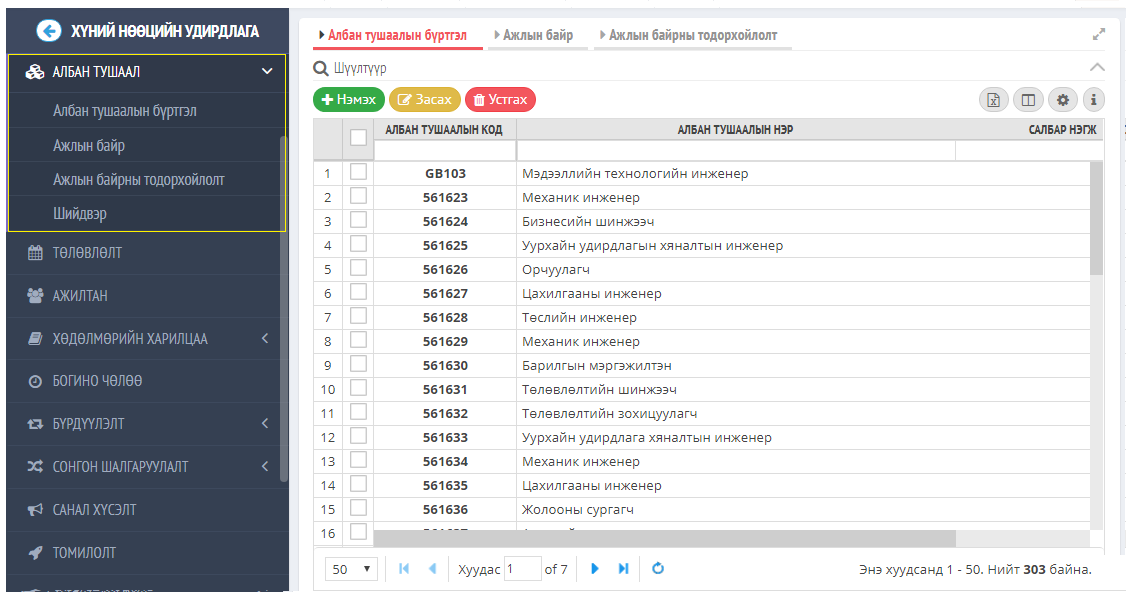 ХҮНИЙ НӨӨЦИЙН УДИРДЛАГА
АЛБАН ТУШААЛ
Албан тушаалын бүртгэл
Ажлын байр
Ажлын байрны тодорхойлолт
Шийдвэр
ТӨЛӨВЛӨЛТ
АЖИЛТАН
ХӨДӨЛМӨРИЙН ХАРИЛЦАА
БОГИНО ЧӨЛӨӨ
БҮРДҮҮЛЭЛТ
СОНГОН ШАЛГАРУУЛАЛТ
САНАЛ ХҮСЭЛТ
ТОМИЛОЛТ
Албан тушаалын бүртгэл Ажлын байр Ажлын байрны тодорхойлолт
Шүүлтүүр
Нэмэх Засах Устгах
АЛБАН ТУШААЛЫН КОД АЛБАН ТУШААЛЫН НЭР САЛБАР НЭГЖ
1 GB103 Мэдээллийн технологийн инженер
2 561623 Механик инженер
3 561624 Бизнесийн шинжээч
4 561625 Уурхайн удирдлагын хяналтын инженер
5 561626 Орчуулагч
6 561627 Цахилгааны инженер
7 561628 Төслийн инженер
8 561629 Механик инженер
9 561630 Барилгын мэргэжилтэн
10 561631 Төлөвлөлтийн шинжээч
11 561632 Төлөвлөлтийн зохицуулагч
12 561633 Уурхайн удирдлага хяналтын инженер
13 561634 Механик инженер
14 561635 Цахилгааны инженер
15 561636 Жолооны сургагч
16
50 Хуудас 1 of 7 Энэ хуудсанд 1 - 50. Нийт 303 байна.